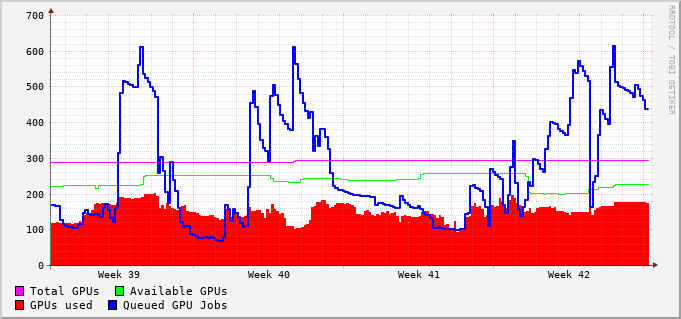 700
600
500
400
300
200
100
0
Week 39 Week 40 Week 41 Week 42
Total GPUs Available GPUs
GPUs used Queued GPU Jobs
RRDTOOL / TOBI OETIKER